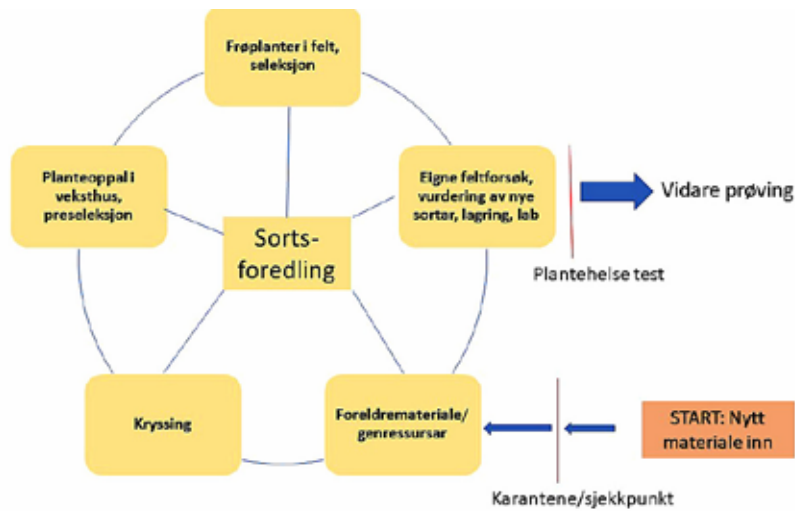 Frøplanter i felt,
seleksjon
Planteoppal i
veksthus,
preseleksjon
Eigne feltforsøk,
vurdering av nye
sortar, lagring, lab
Vidare prøving
Sorts-
foredling
Plantehelse test
Kryssing
Foreldremateriale/
genressursar
START: Nytt
materiale inn
Karantene/sjekkpunkt